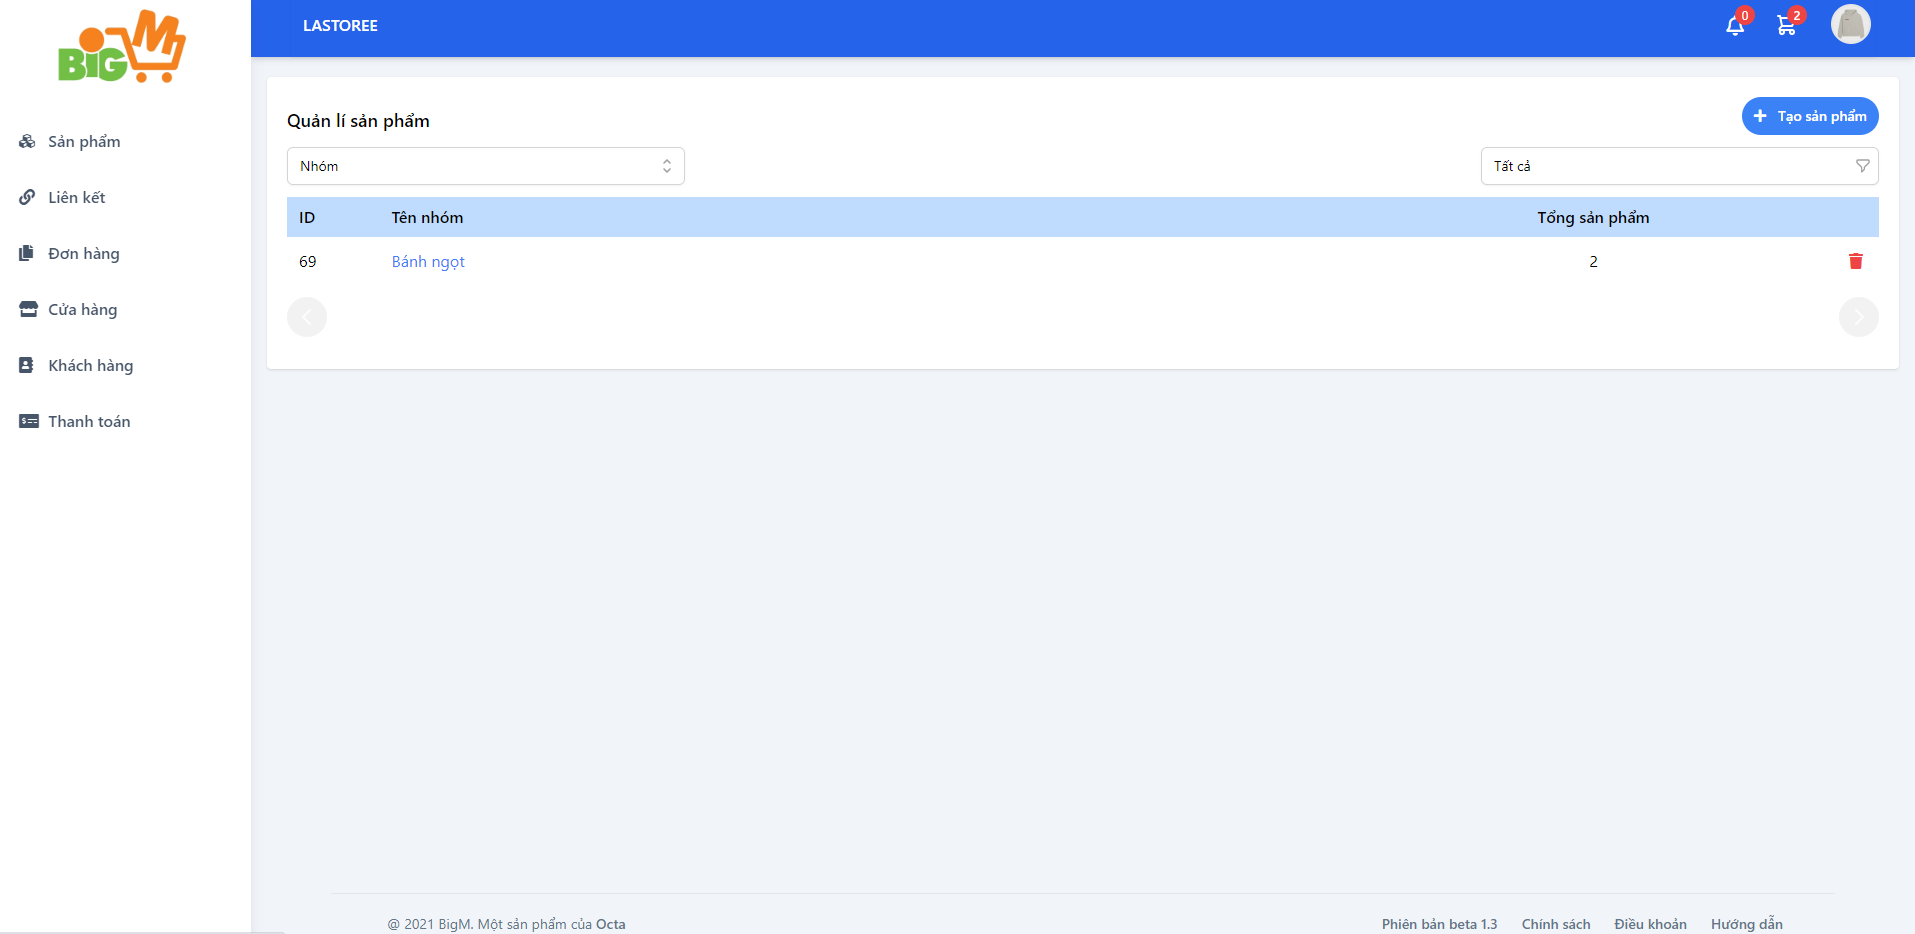 BiG M
LASTOREE
0
2
Sản phẩm
Liên kết
Đơn hàng
Cửa hàng
Khách hàng
Thanh toán
Quản lí sản phẩm
Tạo sản phẩm
Nhóm
Tất cả
ID Tên nhóm Tổng sản phẩm
69 Bánh ngọt 2
@ 2021 BigM. Một sản phẩm của Octa
Phiên bản beta 1.3 Chính sách Điều khoản Hướng dẫn